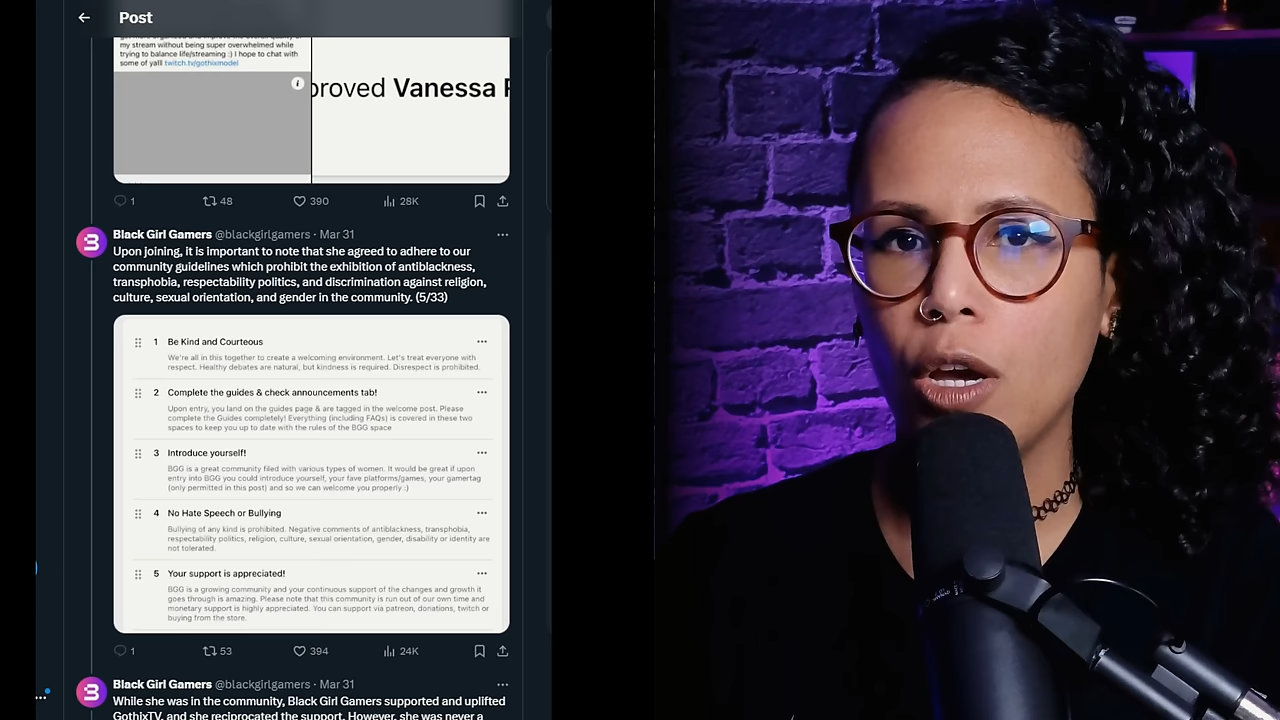 Post
my stream without being super overwhelmed while
trying to balance life/streaming :) I hope to chat with
some of yall! twitch.tv/gothixmodel
proved Vanessa
1 48 390 28K
Black Girl Gamers @blackgirlgamers · Mar 31
Upon joining, it is important to note that she agreed to adhere to our
community guidelines which prohibit the exhibition of antiblackness,
transphobia, respectability politics, and discrimination against religion,
culture, sexual orientation, and gender in the community. (5/33)
1 Be Kind and Courteous
We're all in this together to create a welcoming environment. Let's treat everyone with
respect. Healthy debates are natural, but kindness is required. Disrespect is prohibited.
2 Complete the guides & check announcements tab!
Upon entry, you land on the guides page & are tagged in the welcome post. Please
complete the Guides completely! Everything (including FAQs) is covered in these two
spaces to keep you up to date with the rules of the BGG space
3 Introduce yourself!
BGG is a great community filed with various types of women. It would be great if upon
entry into BGG you could introduce yourself, your fave platforms/games, your gamertag
(only permitted in this post) and so we can welcome you properly :)
4 No Hate Speech or Bullying
Bullying of any kind is prohibited. Negative comments of antiblackness, transphobia,
respectability politics, religion, culture, sexual orientation, gender, disability or identity are
not tolerated.
5 Your support is appreciated!
BGG is a growing community and your continuous support of the changes and growth it
goes through is amazing. Please note that this community is run out of our own time and
monetary support is highly appreciated. You can support via patreon, donations, twitch or
buying from the store.
1 53 394 24K
Black Girl Gamers @blackgirlgamers · Mar 31
While she was in the community, Black Girl Gamers supported and uplifted
GothixTV, and she reciprocated the support. However, she was never a